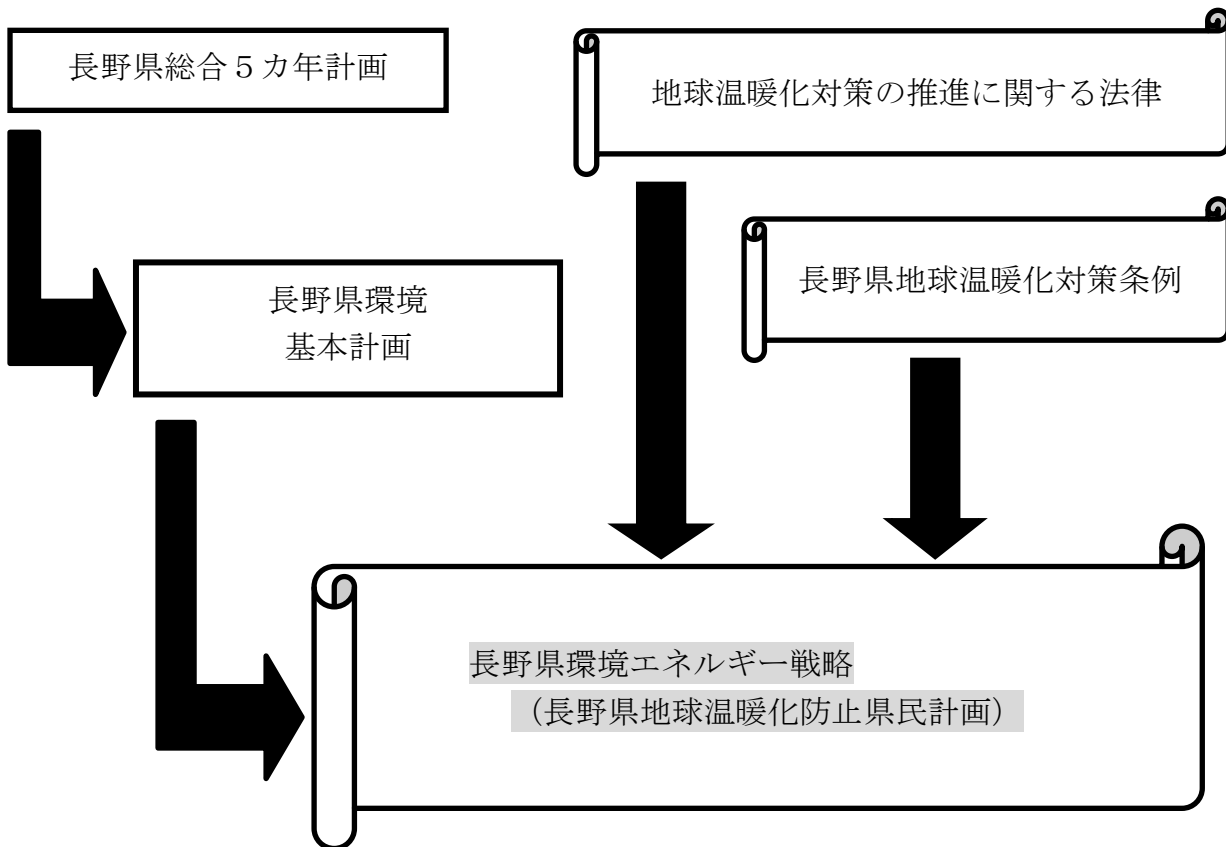 長野県総合５カ年計画
地球温暖化対策の推進に関する法律
長野県地球温暖化対策条例
長野県環境
基本計画
長野県環境エネルギー戦略
（長野県地球温暖化防止県民計画）